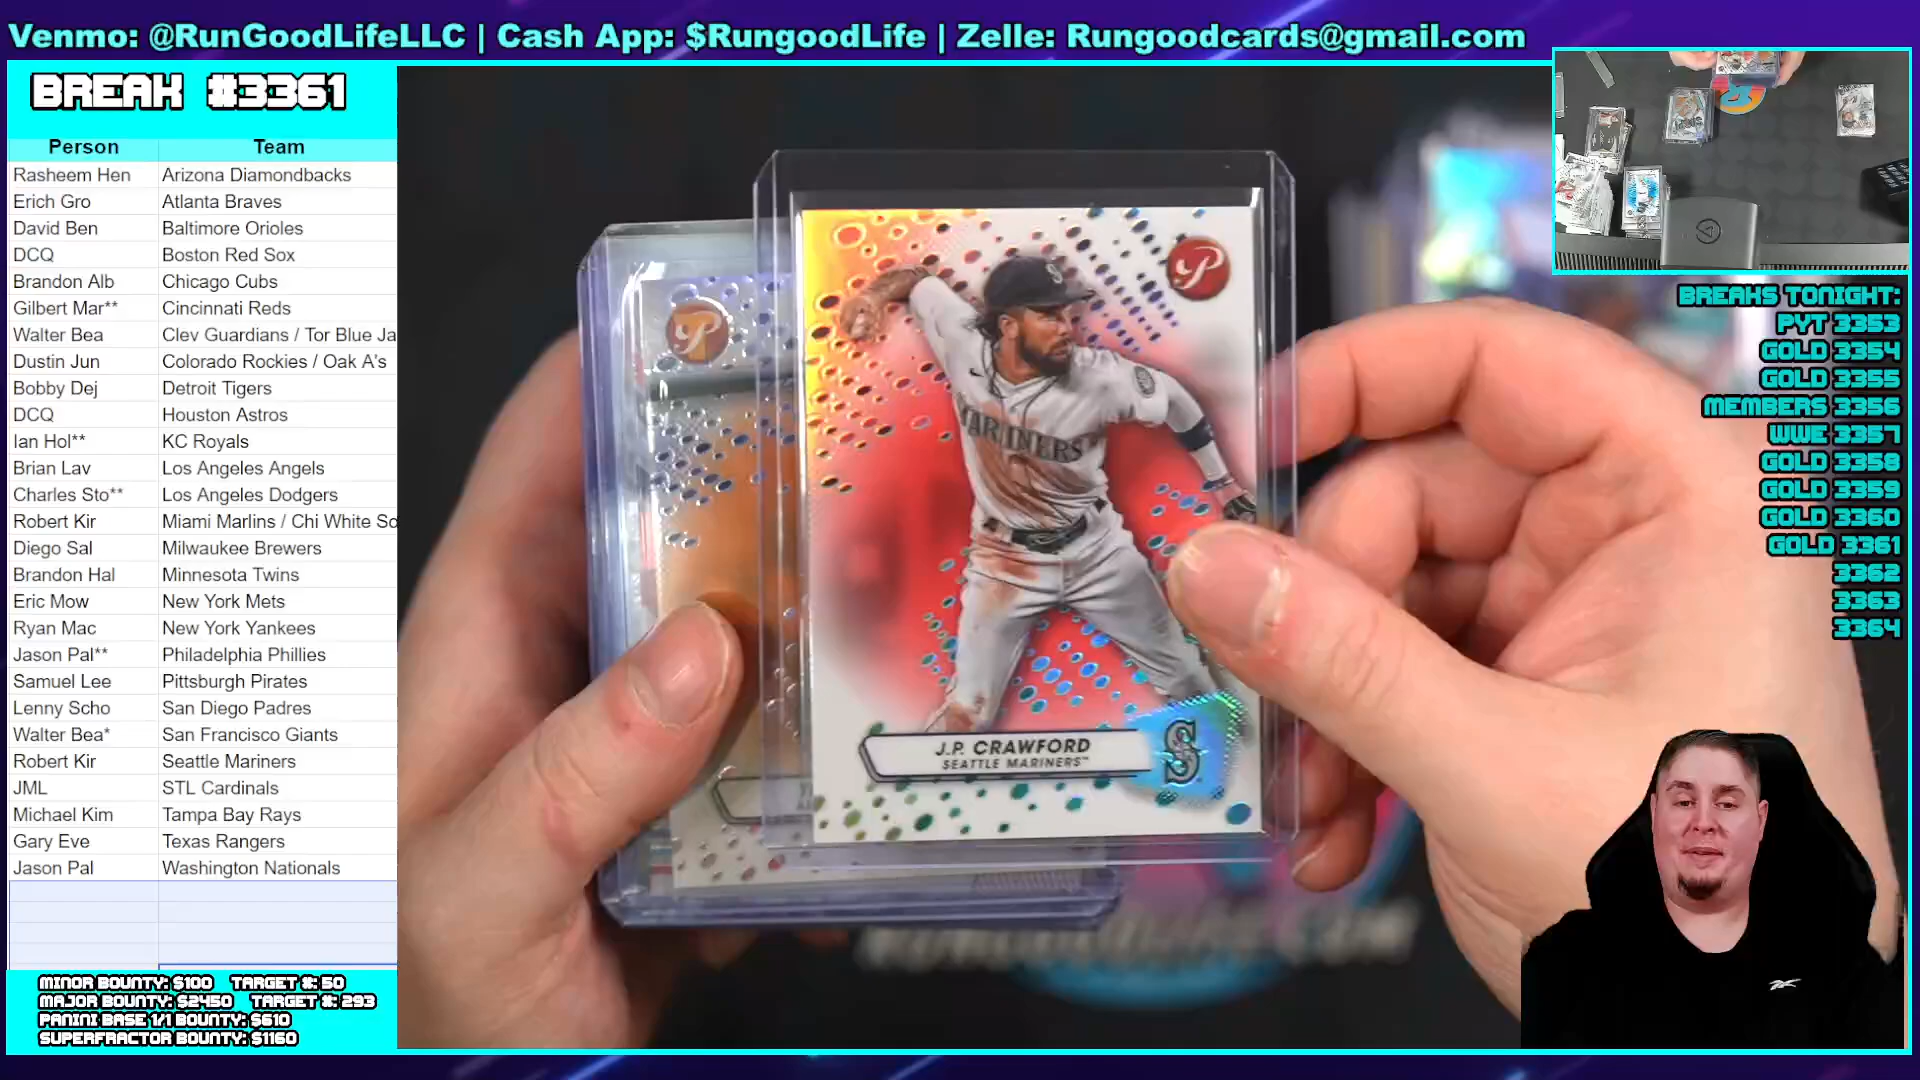 Venmo: @RunGoodLifeLLC | Cash App: $RungoodLife | Zelle: Rungoodcards@gmail.com
BREAK #3361
Person Team
Rasheem Hen Arizona Diamondbacks
Erich Gro Atlanta Braves
David Ben Baltimore Orioles
DCQ Boston Red Sox
Brandon Alb Chicago Cubs
Gilbert Mar** Cincinnati Reds
Walter Bea Clev Guardians / Tor Blue Ja
Dustin Jun Colorado Rockies / Oak A's
Bobby Dej Detroit Tigers
DCQ Houston Astros
Ian Hol** KC Royals
Brian Lav Los Angeles Angels
Charles Sto** Los Angeles Dodgers
Robert Kir Miami Marlins / Chi White So
Diego Sal Milwaukee Brewers
Brandon Hal Minnesota Twins
Eric Mow New York Mets
Ryan Mac New York Yankees
Jason Pal** Philadelphia Phillies
Samuel Lee Pittsburgh Pirates
Lenny Scho San Diego Padres
Walter Bea* San Francisco Giants
Robert Kir Seattle Mariners
JML STL Cardinals
Michael Kim Tampa Bay Rays
Gary Eve Texas Rangers
Jason Pal Washington Nationals
MINOR BOUNTY: $100 TARGET #: 50
MAJOR BOUNTY: $2450 TARGET #: 293
PANINI BASE 1/1 BOUNTY: $610
SUPERFRACTOR BOUNTY: $1160
P
P
S
MARINERS
J.P. CRAWFORD
SEATTLE MARINERS™
S
BREAKS TONIGHT:
PYT 3353
GOLD 3354
GOLD 3355
MEMBERS 3356
WWE 3357
GOLD 3358
GOLD 3359
GOLD 3360
GOLD 3361
3362
3363
3364